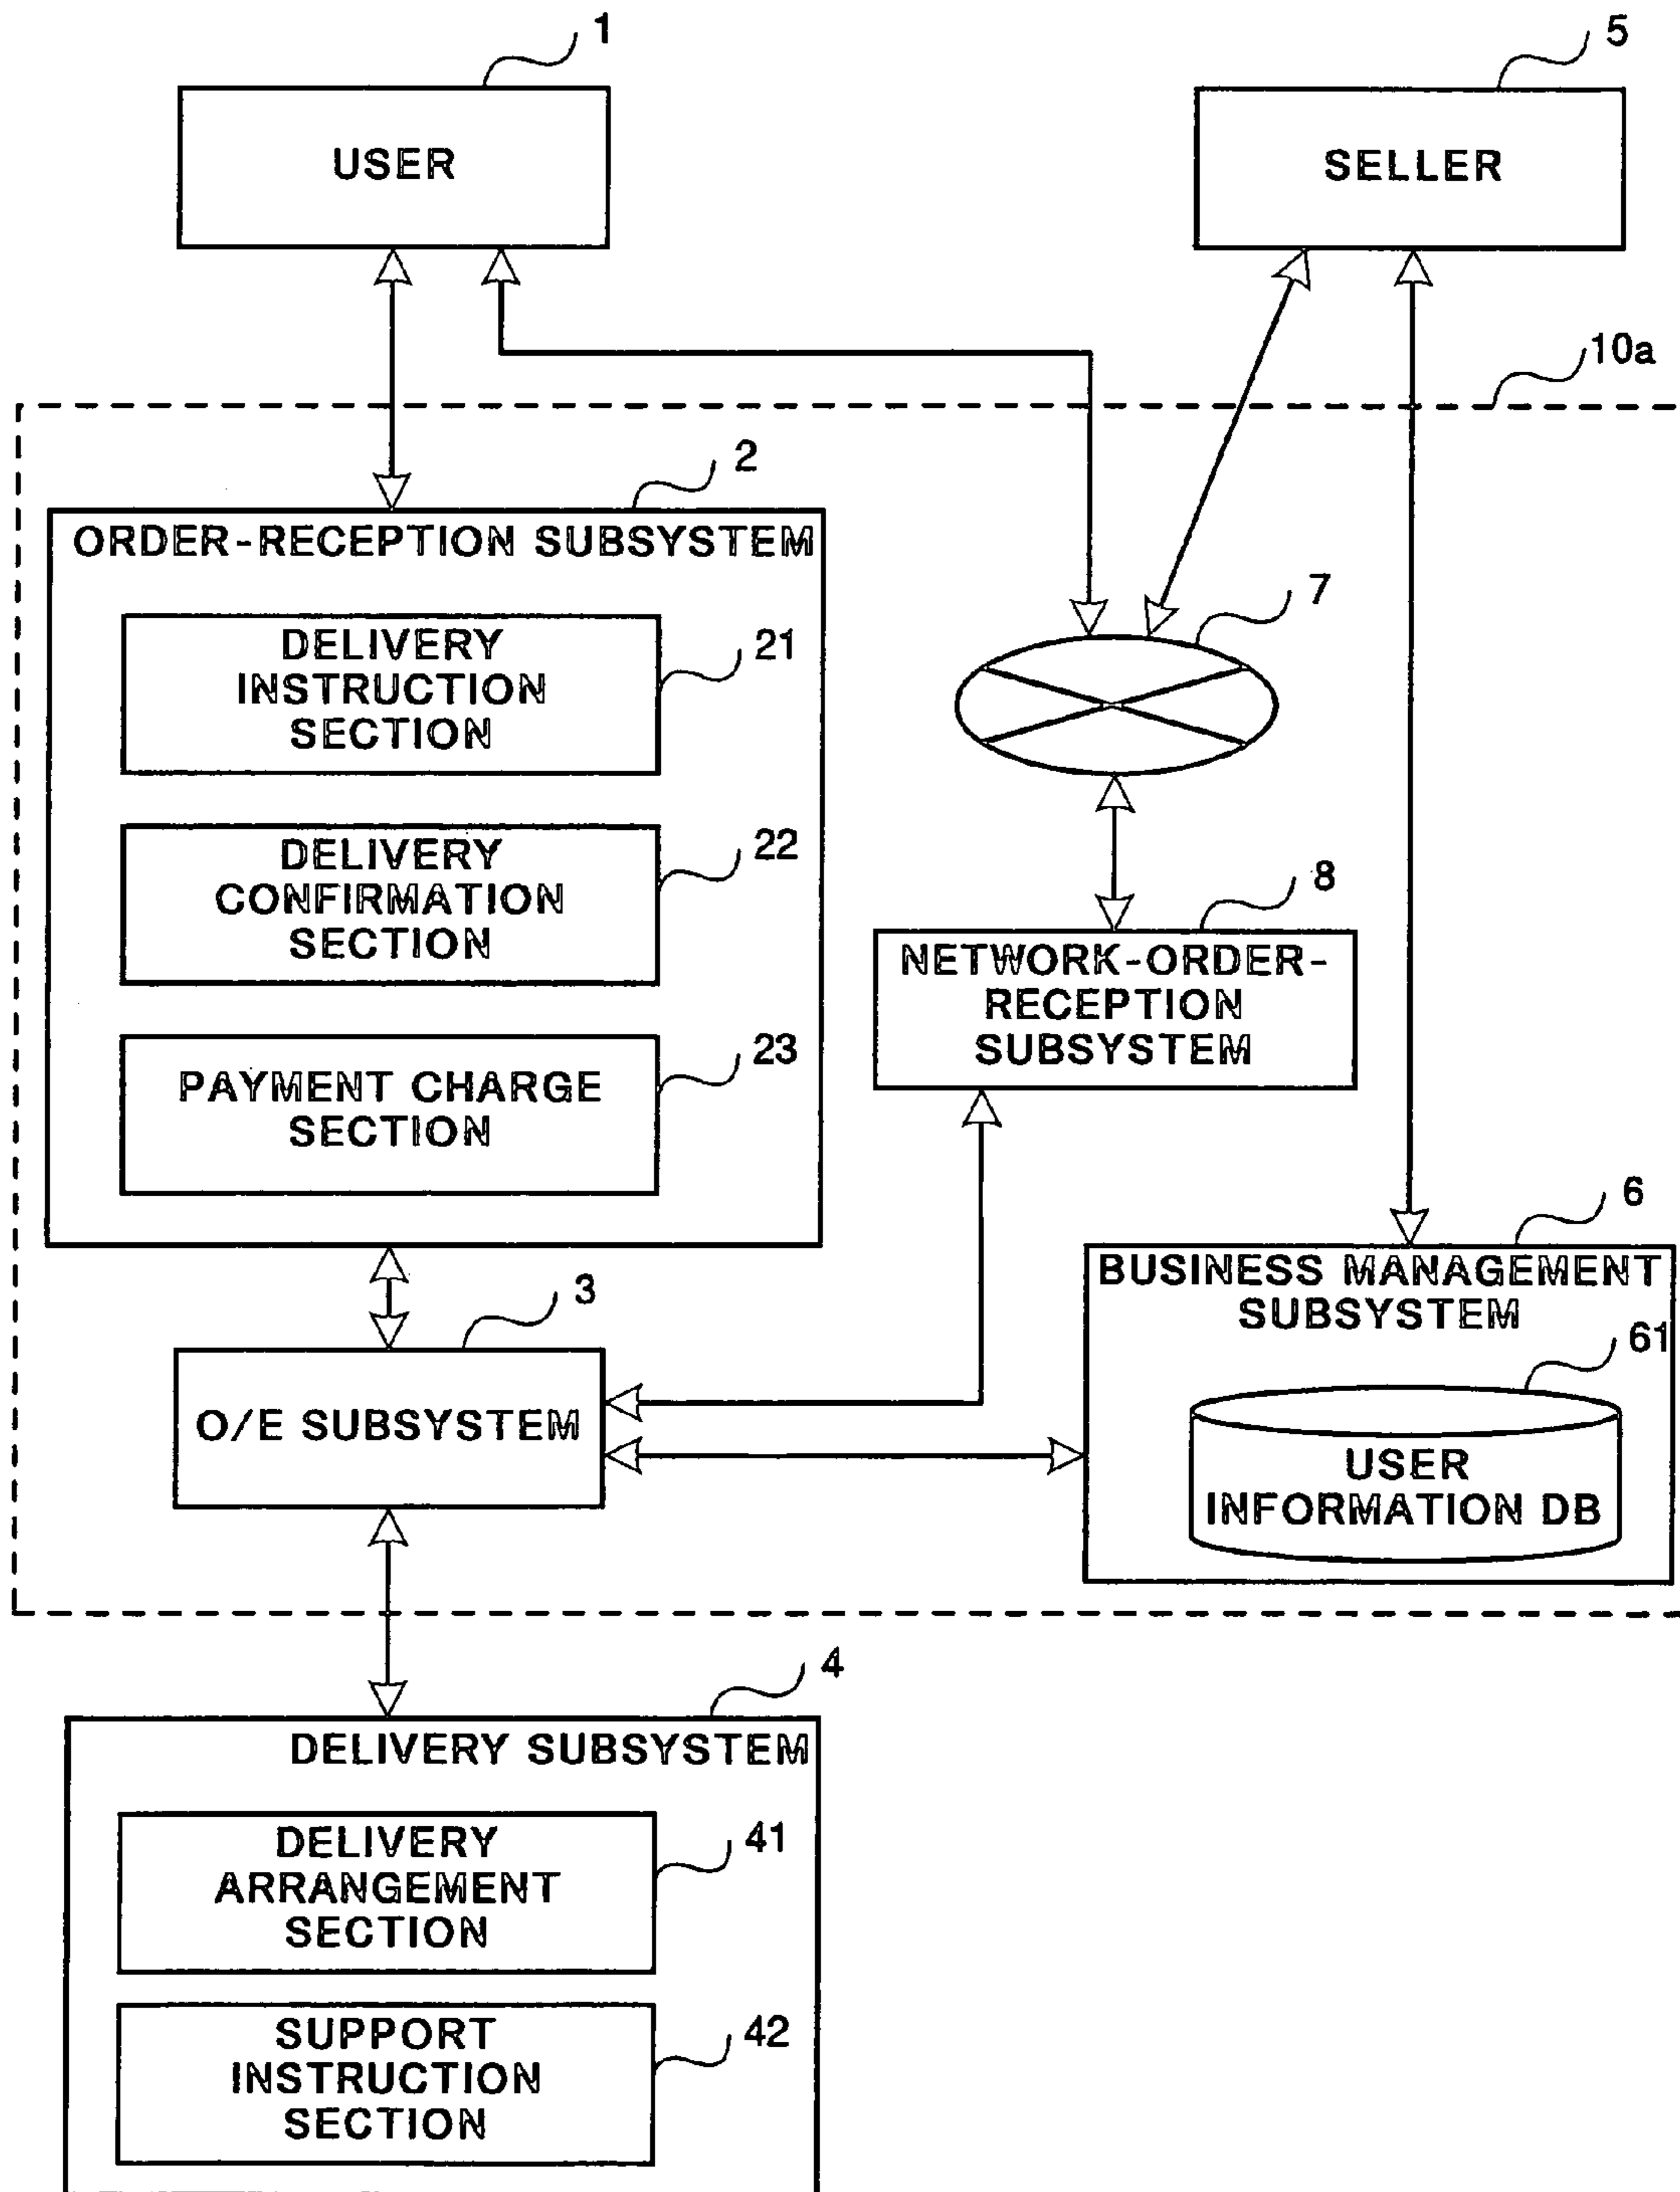 1
5
USER
SELLER
10a
2
ORDER-RECEPTION SUBSYSTEM
7
DELIVERY
INSTRUCTION
SECTION
21
DELIVERY
CONFIRMATION
SECTION
22
8
NETWORK-ORDER-
RECEPTION
SUBSYSTEM
PAYMENT CHARGE
SECTION
23
6
BUSINESS MANAGEMENT
SUBSYSTEM
3
61
O/E SUBSYSTEM
USER
INFORMATION DB
4
DELIVERY SUBSYSTEM
DELIVERY
ARRANGEMENT
SECTION
41
SUPPORT
INSTRUCTION
SECTION
42